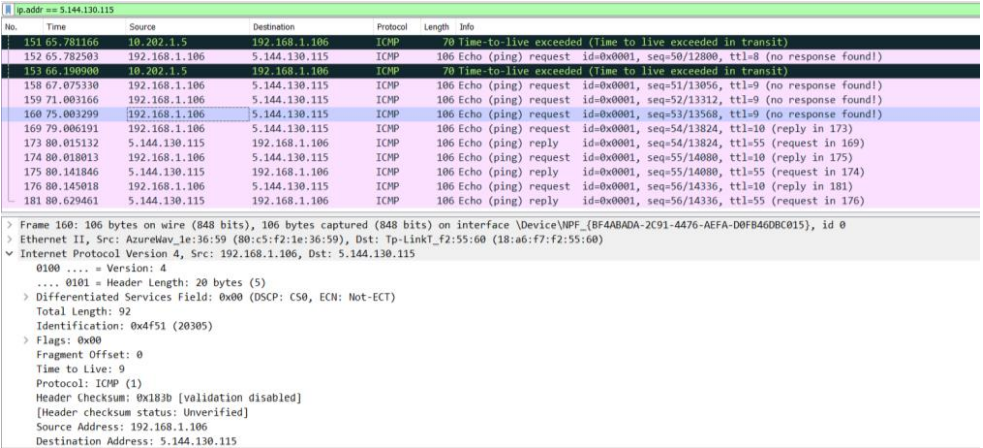 ip.addr == 5.144.130.115
No. Time Source Destination Protocol Length Info
151 65.781166 10.202.1.5 192.168.1.106 ICMP 70 Time-to-live exceeded (Time to live exceeded in transit)
152 65.782503 192.168.1.106 5.144.130.115 ICMP 106 Echo (ping) request id=0x0001, seq=50/12800, ttl=8 (no response found!)
153 66.190900 10.202.1.5 192.168.1.106 ICMP 70 Time-to-live exceeded (Time to live exceeded in transit)
158 67.075330 192.168.1.106 5.144.130.115 ICMP 106 Echo (ping) request id=0x0001, seq=51/13056, ttl=9 (no response found!)
159 71.003166 192.168.1.106 5.144.130.115 ICMP 106 Echo (ping) request id=0x0001, seq=52/13312, ttl=9 (no response found!)
160 75.003299 192.168.1.106 5.144.130.115 ICMP 106 Echo (ping) request id=0x0001, seq=53/13568, ttl=9 (no response found!)
169 79.006191 192.168.1.106 5.144.130.115 ICMP 106 Echo (ping) request id=0x0001, seq=54/13824, ttl=10 (reply in 173)
173 80.015132 5.144.130.115 192.168.1.106 ICMP 106 Echo (ping) reply id=0x0001, seq=54/13824, ttl=55 (request in 169)
174 80.018013 192.168.1.106 5.144.130.115 ICMP 106 Echo (ping) request id=0x0001, seq=55/14080, ttl=10 (reply in 175)
175 80.141846 5.144.130.115 192.168.1.106 ICMP 106 Echo (ping) reply id=0x0001, seq=55/14080, ttl=55 (request in 174)
176 80.145018 192.168.1.106 5.144.130.115 ICMP 106 Echo (ping) request id=0x0001, seq=56/14336, ttl=10 (reply in 181)
181 80.629461 5.144.130.115 192.168.1.106 ICMP 106 Echo (ping) reply id=0x0001, seq=56/14336, ttl=55 (request in 176)
> Frame 160: 106 bytes on wire (848 bits), 106 bytes captured (848 bits) on interface \Device\NPF_{BF4ABADA-2C91-4476-AEFA-D0FB46DBC015}, id 0
> Ethernet II, Src: AzureWav_1e:36:59 (80:c5:f2:1e:36:59), Dst: Tp-LinkT_f2:55:60 (18:a6:f7:f2:55:60)
Internet Protocol Version 4, Src: 192.168.1.106, Dst: 5.144.130.115
0100 .... = Version: 4
.... 0101 = Header Length: 20 bytes (5)
> Differentiated Services Field: 0x00 (DSCP: CS0, ECN: Not-ECT)
Total Length: 92
Identification: 0x4f51 (20305)
> Flags: 0x00
Fragment Offset: 0
Time to Live: 9
Protocol: ICMP (1)
Header Checksum: 0x183b [validation disabled]
[Header checksum status: Unverified]
Source Address: 192.168.1.106
Destination Address: 5.144.130.115